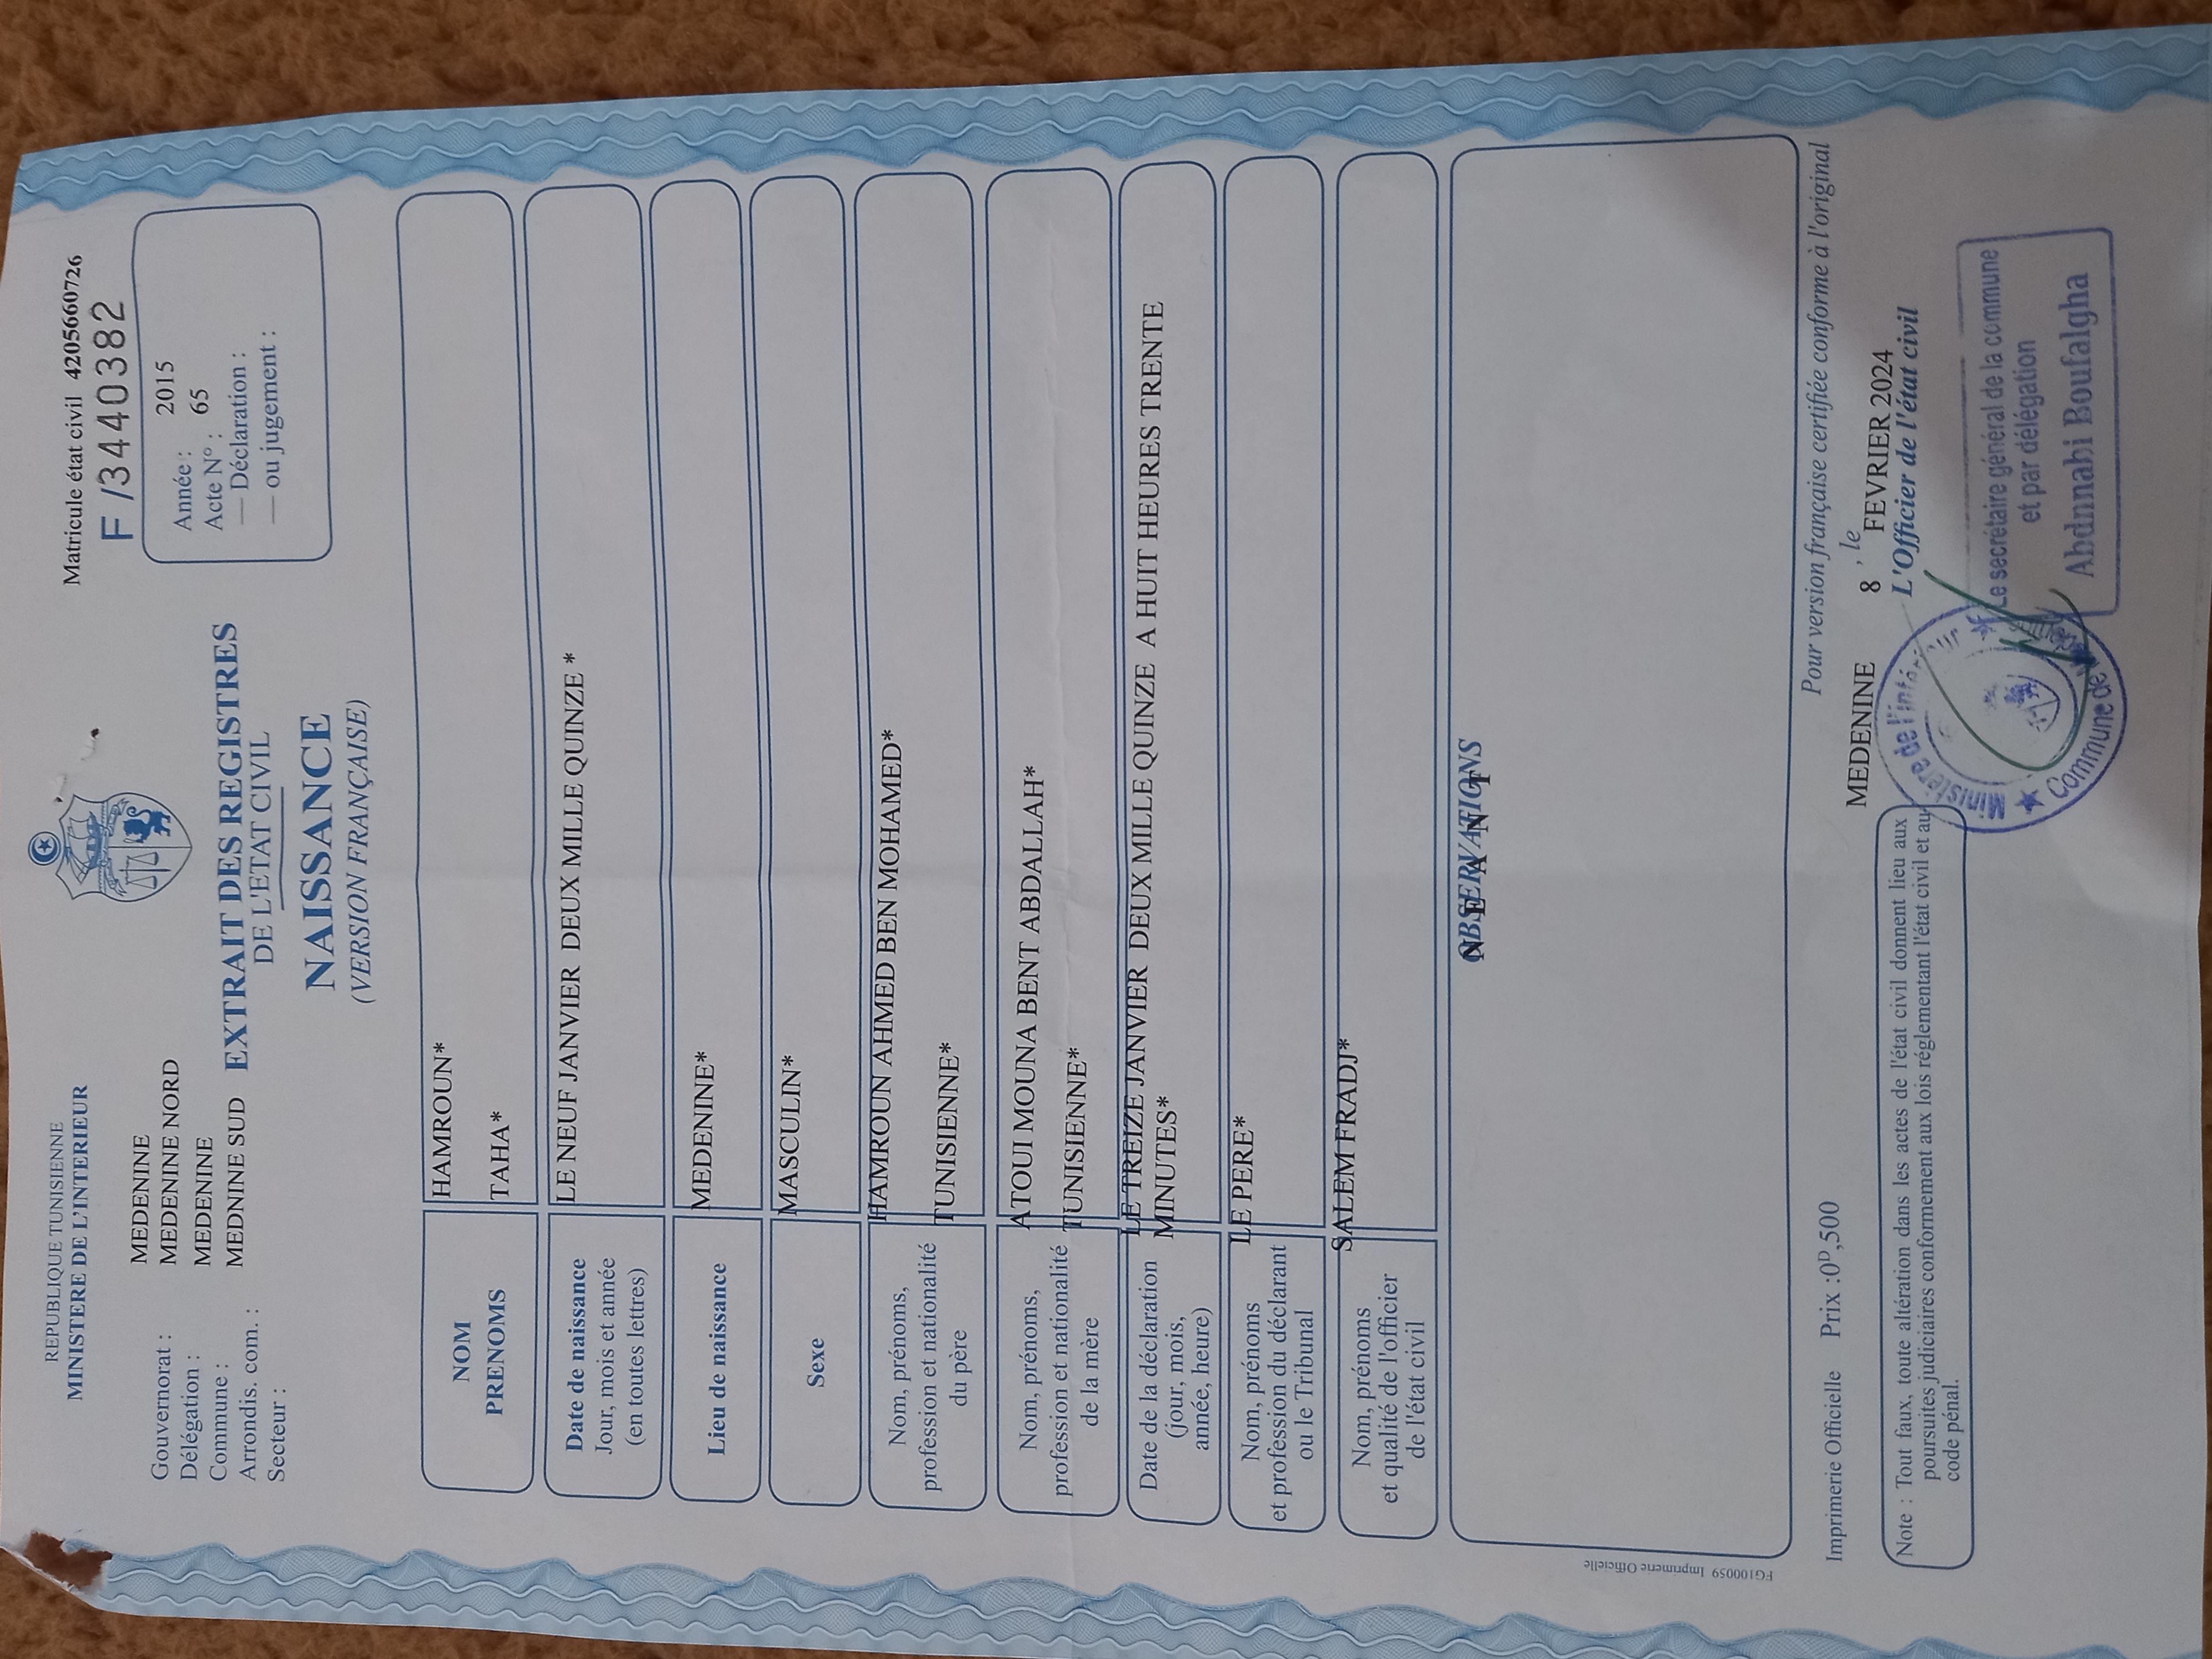 REPUBLIQUE TUNISIENNE
MINISTERE DE L'INTERIEUR
Gouvernorat : MEDENINE
Délégation : MEDENINE NORD
Commune : MEDENINE
Arrondis. com. : MEDNINE SUD
Secteur :
Matricule état civil 4205660726
F /3440382
Année : 2015
Acte N° : 65
— Déclaration :
— ou jugement :
EXTRAIT DES REGISTRES
DE L'ETAT CIVIL
NAISSANCE
(VERSION FRANÇAISE)
NOM HAMROUN*
PRENOMS TAHA*
Date de naissance
Jour, mois et année
(en toutes lettres)
LE NEUF JANVIER DEUX MILLE QUINZE *
Lieu de naissance MEDENINE*
Sexe MASCULIN*
Nom, prénoms,
profession et nationalité
du père
HAMROUN AHMED BEN MOHAMED*
TUNISIENNE*
Nom, prénoms,
profession et nationalité
de la mère
ATOUI MOUNA BENT ABDALLAH*
TUNISIENNE*
Date de la déclaration
(jour, mois,
année, heure)
LE TREIZE JANVIER DEUX MILLE QUINZE A HUIT HEURES TRENTE
MINUTES*
Nom, prénoms
et profession du déclarant
ou le Tribunal
LE PERE*
Nom, prénoms
et qualité de l'officier
de l'état civil
SALEM FRADJ*
OBSERVATIONS
N E A N T
FG100059 Imprimerie Officielle
Imprimerie Officielle Prix :0D,500
Pour version française certifiée conforme à l'original
MEDENINE , le
8 FEVRIER 2024
L'Officier de l'état civil
Note : Tout faux, toute altération dans les actes de l'état civil donnent lieu aux
poursuites judiciaires conformement aux lois réglementant l'état civil et au
code pénal.
Ministère de l'intérieur
Commune de
Le secrétaire général de la commune
et par délégation
Abdnnabi Boufalgha